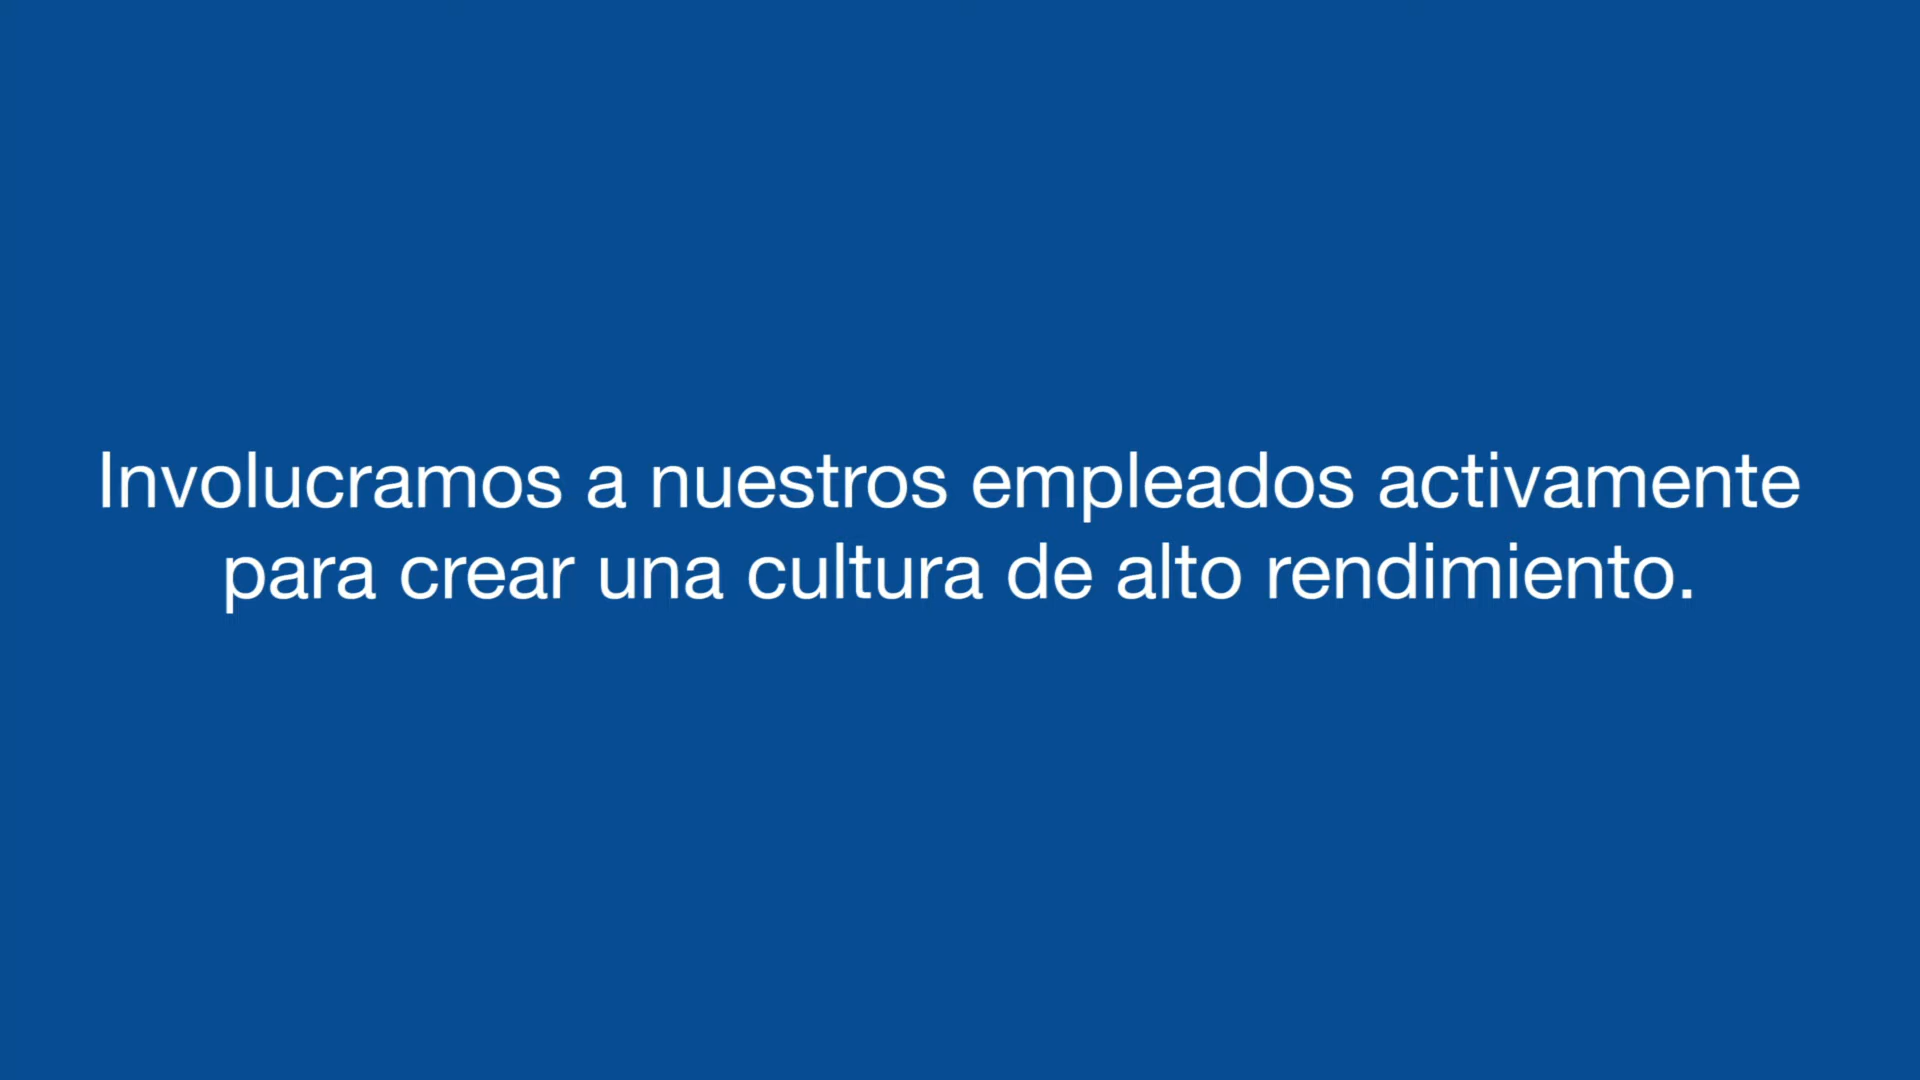 Involucramos a nuestros empleados activamente
para crear una cultura de alto rendimiento.